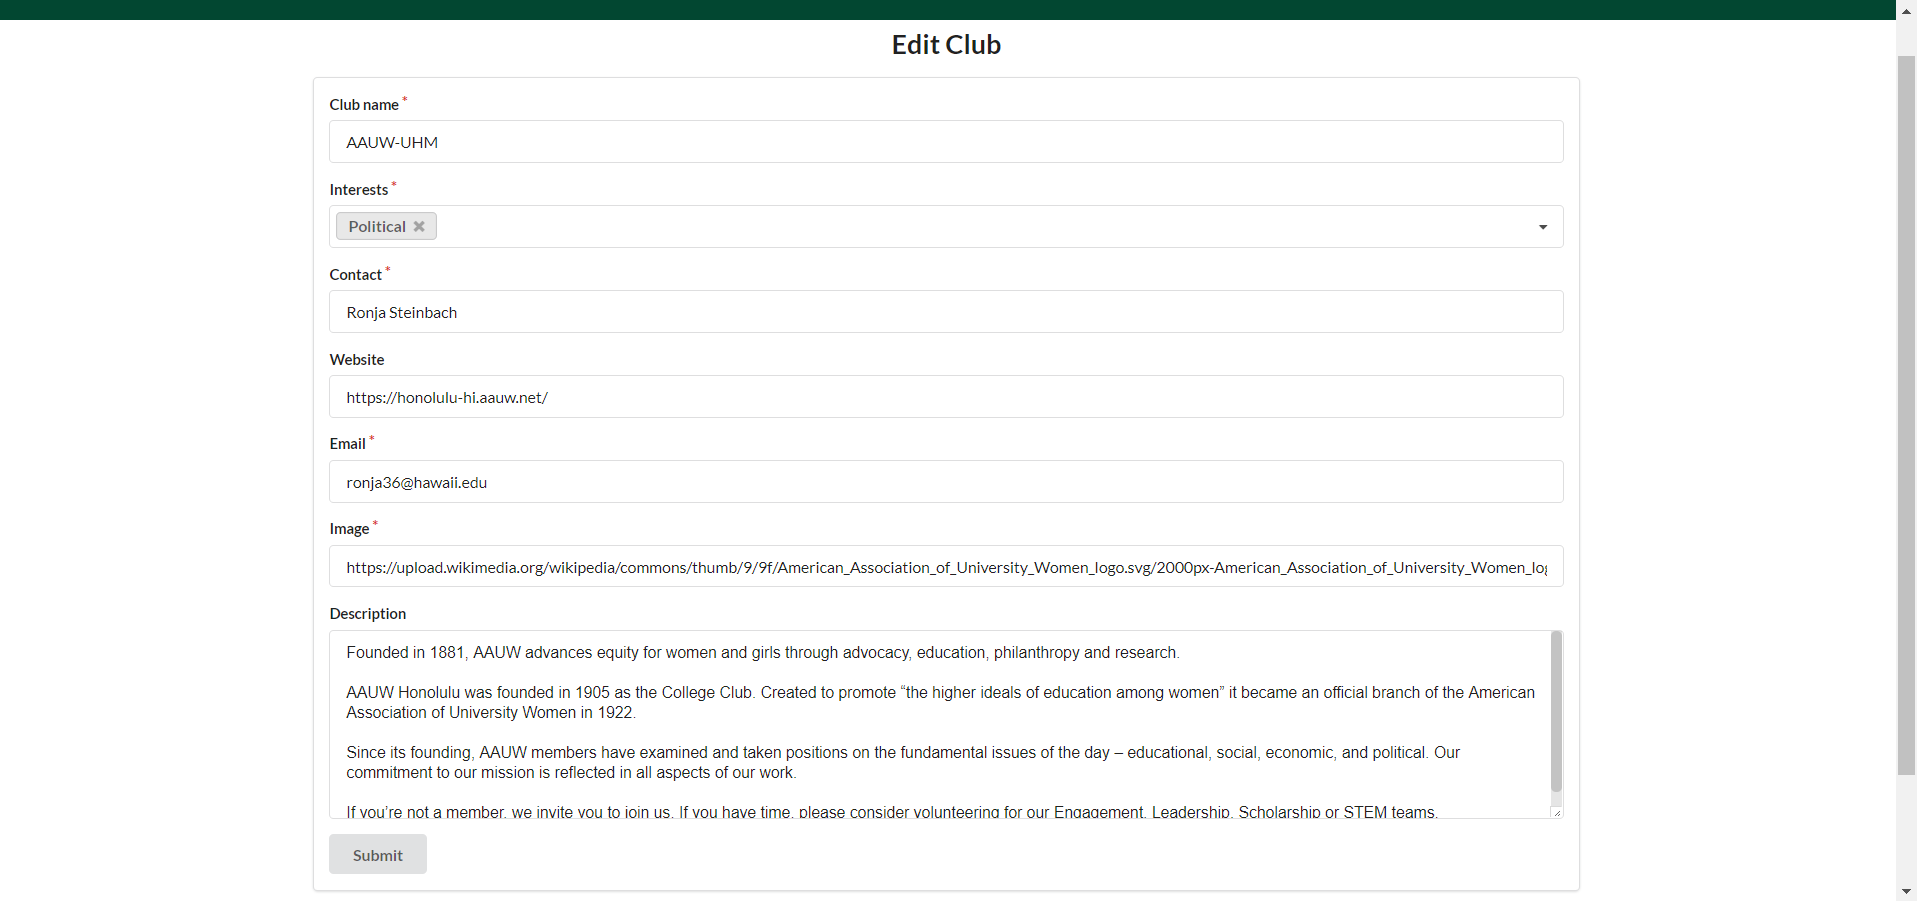 Edit Club
Club name *
AAUW-UHM
Interests *
Political
Contact *
Ronja Steinbach
Website
https://honolulu-hi.aauw.net/
Email *
ronja36@hawaii.edu
Image *
https://upload.wikimedia.org/wikipedia/commons/thumb/9/9f/American_Association_of_University_Women_logo.svg/2000px-American_Association_of_University_Women_log
Description
Founded in 1881, AAUW advances equity for women and girls through advocacy, education, philanthropy and research.
AAUW Honolulu was founded in 1905 as the College Club. Created to promote “the higher ideals of education among women” it became an official branch of the American
Association of University Women in 1922.
Since its founding, AAUW members have examined and taken positions on the fundamental issues of the day – educational, social, economic, and political. Our
commitment to our mission is reflected in all aspects of our work.
If you’re not a member, we invite you to join us. If you have time, please consider volunteering for our Engagement, Leadership, Scholarship or STEM teams.
Submit